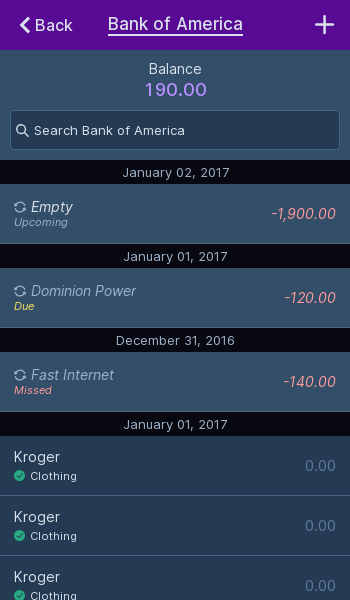 Back
Bank of America
Balance
190.00
Search Bank of America
January 02, 2017
Empty
-1,900.00
Upcoming
January 01, 2017
Dominion Power
-120.00
Due
December 31, 2016
Fast Internet
-140.00
Missed
January 01, 2017
Kroger
0.00
Clothing
Kroger
0.00
Clothing
Kroger
0.00
Clothing